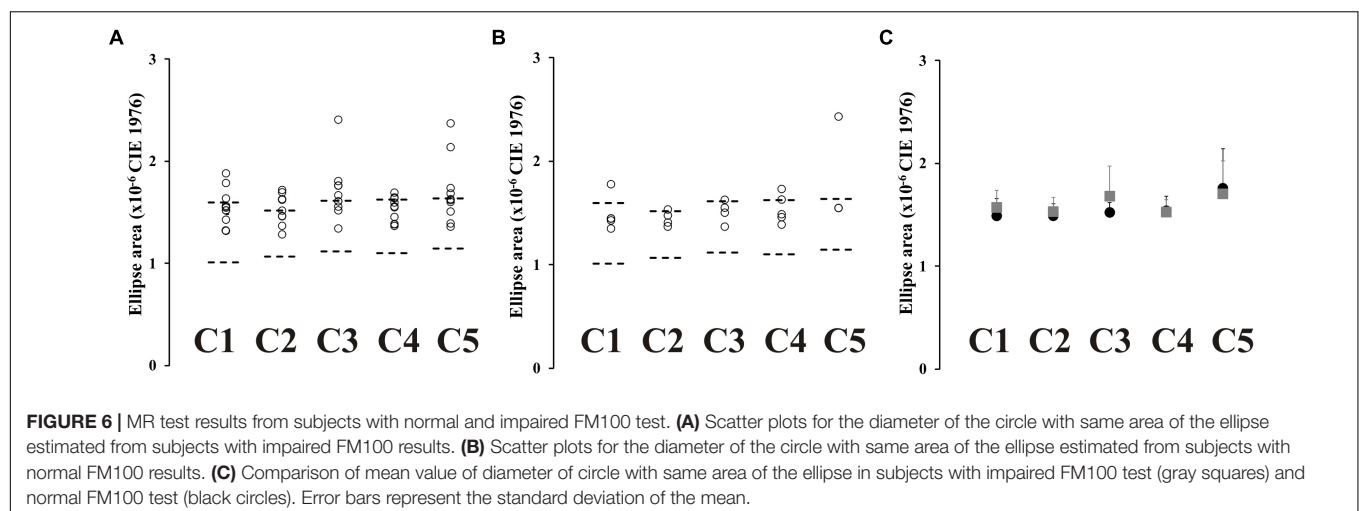 A
B
C
Ellipse area (x10⁻⁶ CIE 1976)
3
2
1
0
C1 C2 C3 C4 C5
Ellipse area (x10⁻⁶ CIE 1976)
3
2
1
0
C1 C2 C3 C4 C5
Ellipse area (x10⁻⁶ CIE 1976)
3
2
1
0
C1 C2 C3 C4 C5
FIGURE 6 | MR test results from subjects with normal and impaired FM100 test. (A) Scatter plots for the diameter of the circle with same area of the ellipse
estimated from subjects with impaired FM100 results. (B) Scatter plots for the diameter of the circle with same area of the ellipse estimated from subjects with
normal FM100 results. (C) Comparison of mean value of diameter of circle with same area of the ellipse in subjects with impaired FM100 test (gray squares) and
normal FM100 test (black circles). Error bars represent the standard deviation of the mean.